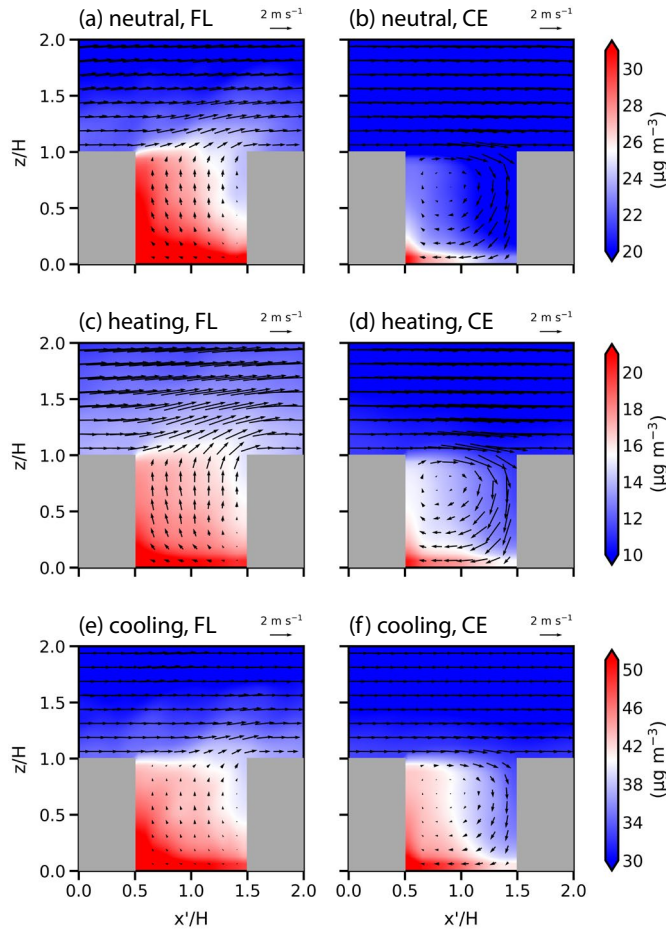 (a) neutral, FL
2 m s⁻¹
(b) neutral, CE
2 m s⁻¹
2.0
1.5
1.0
0.5
0.0
z/H
30
28
26
24
22
20
(µg m⁻³)
(c) heating, FL
2 m s⁻¹
(d) heating, CE
2 m s⁻¹
2.0
1.5
1.0
0.5
0.0
z/H
20
18
16
14
12
10
(µg m⁻³)
(e) cooling, FL
2 m s⁻¹
(f) cooling, CE
2 m s⁻¹
2.0
1.5
1.0
0.5
0.0
z/H
50
46
42
38
34
30
(µg m⁻³)
0.0 0.5 1.0 1.5 2.0
0.0 0.5 1.0 1.5 2.0
x'/H
x'/H